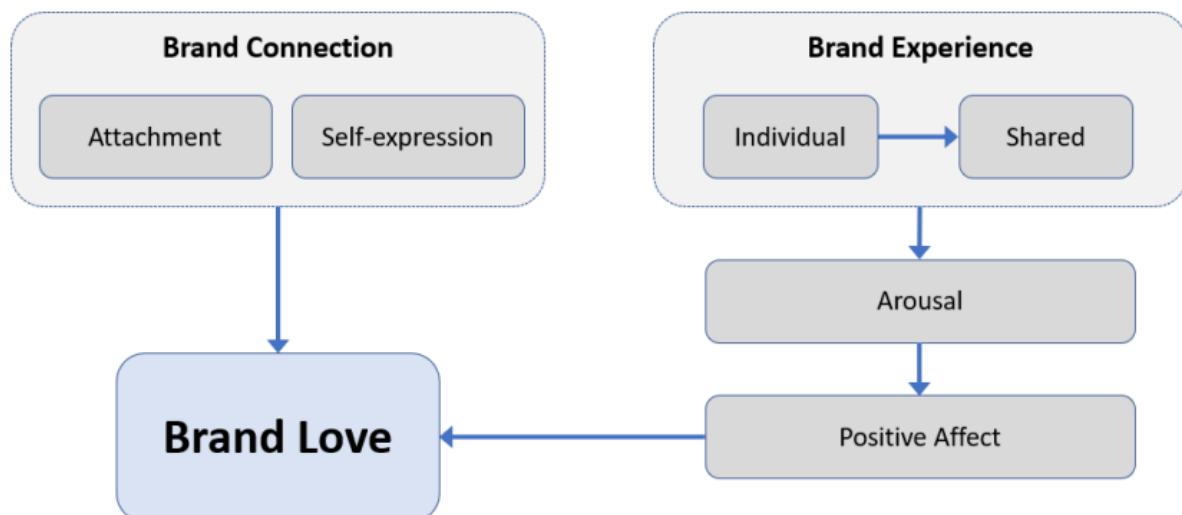 Brand Connection
Attachment
Self-expression
Brand Experience
Individual
Shared
Arousal
Positive Affect
Brand Love